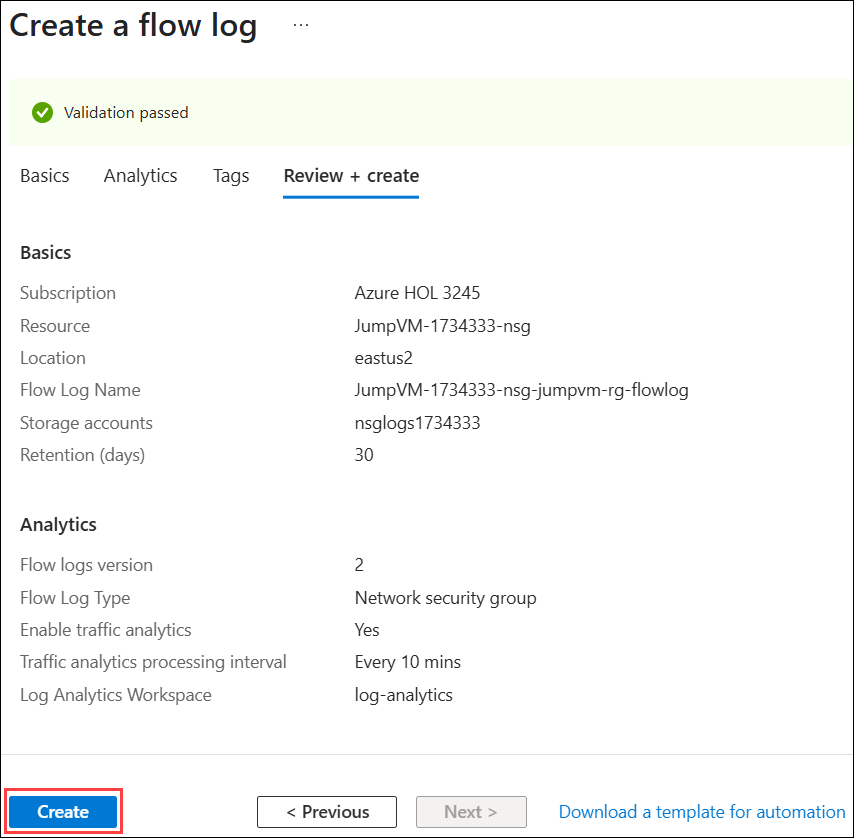 Create a flow log ...
Validation passed
Basics Analytics Tags Review + create
Basics
Subscription Azure HOL 3245
Resource JumpVM-1734333-nsg
Location eastus2
Flow Log Name JumpVM-1734333-nsg-jumpvm-rg-flowlog
Storage accounts nsglogs1734333
Retention (days) 30
Analytics
Flow logs version 2
Flow Log Type Network security group
Enable traffic analytics Yes
Traffic analytics processing interval Every 10 mins
Log Analytics Workspace log-analytics
Create < Previous Next > Download a template for automation